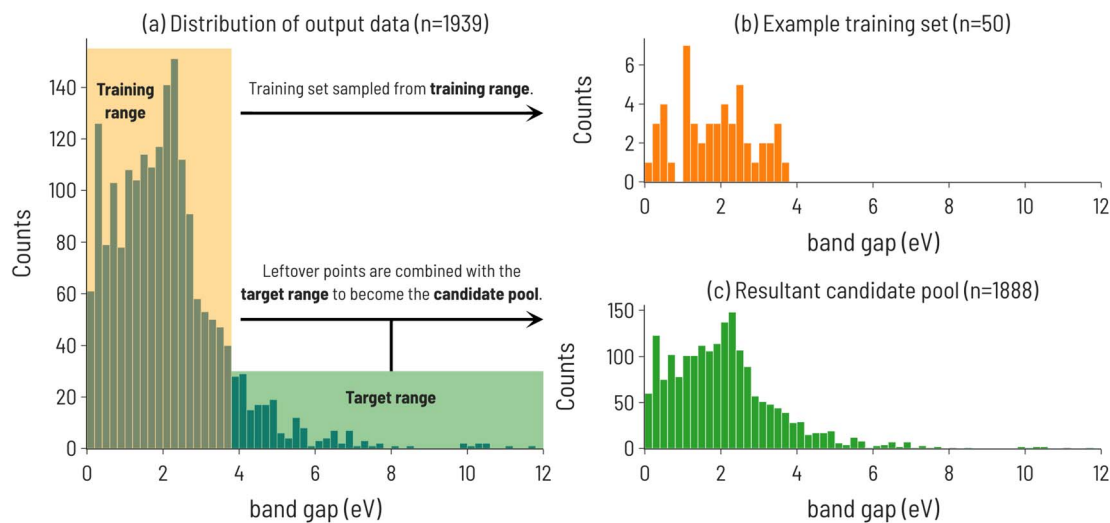 (a) Distribution of output data (n=1939)
Counts
140
120
100
80
60
40
20
0
Training
range
Training set sampled from training range.
Leftover points are combined with the
target range to become the candidate pool.
Target range
0 2 4 6 8 10 12
band gap (eV)
(b) Example training set (n=50)
Counts
6
4
2
0
0 2 4 6 8 10 12
band gap (eV)
(c) Resultant candidate pool (n=1888)
Counts
150
100
50
0
0 2 4 6 8 10 12
band gap (eV)